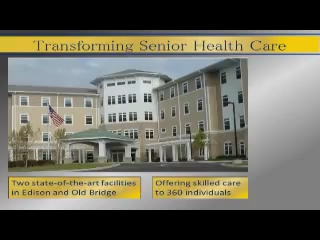 Transforming Senior Health Care
Two state-of-the-art facilities
in Edison and Old Bridge
Offering skilled care
to 360 individuals